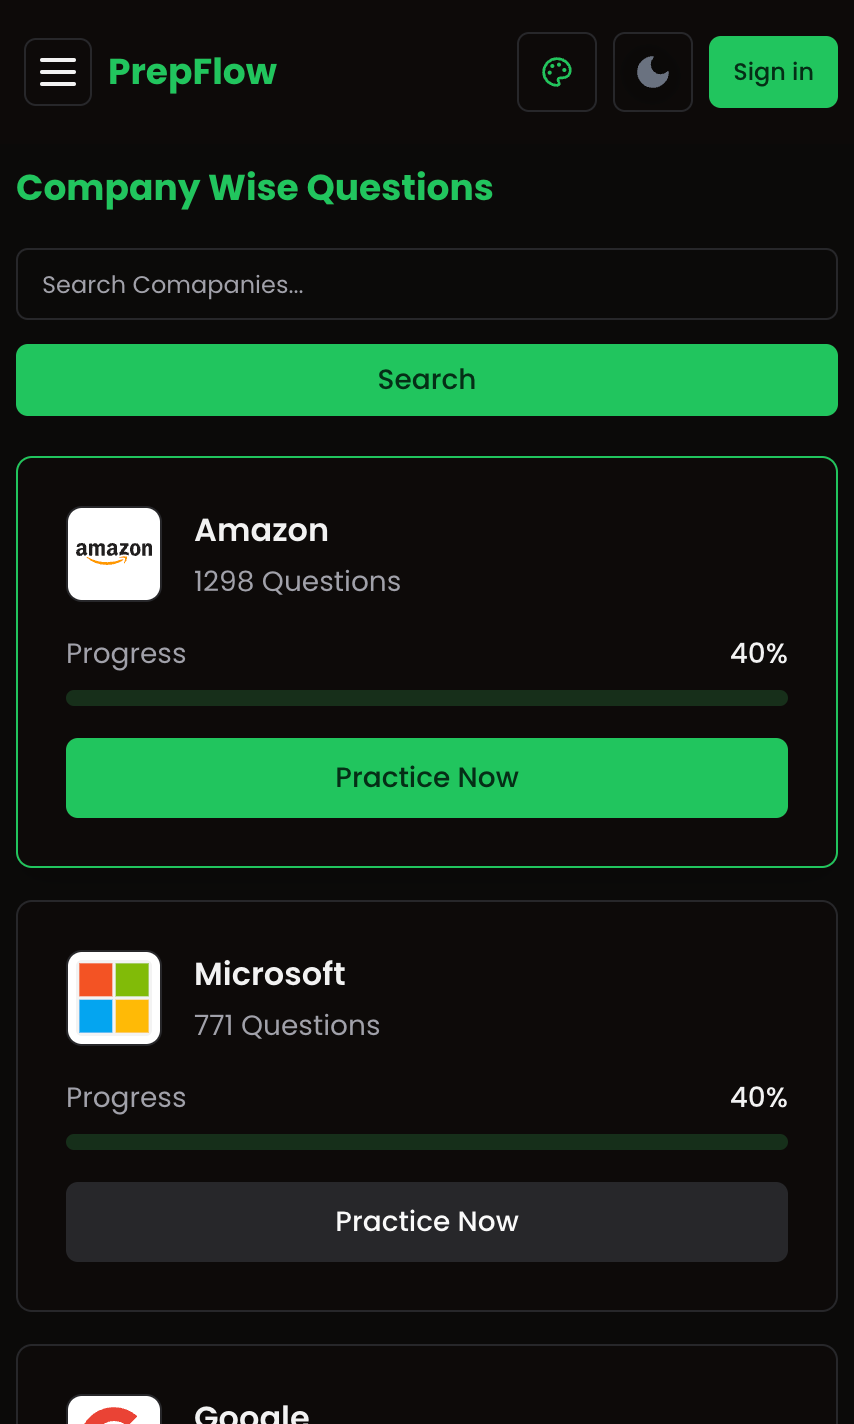 PrepFlow
Sign in
Company Wise Questions
Search Comapanies...
Search
amazon
Amazon
1298 Questions
Progress 40%
Practice Now
Microsoft
771 Questions
Progress 40%
Practice Now
Google